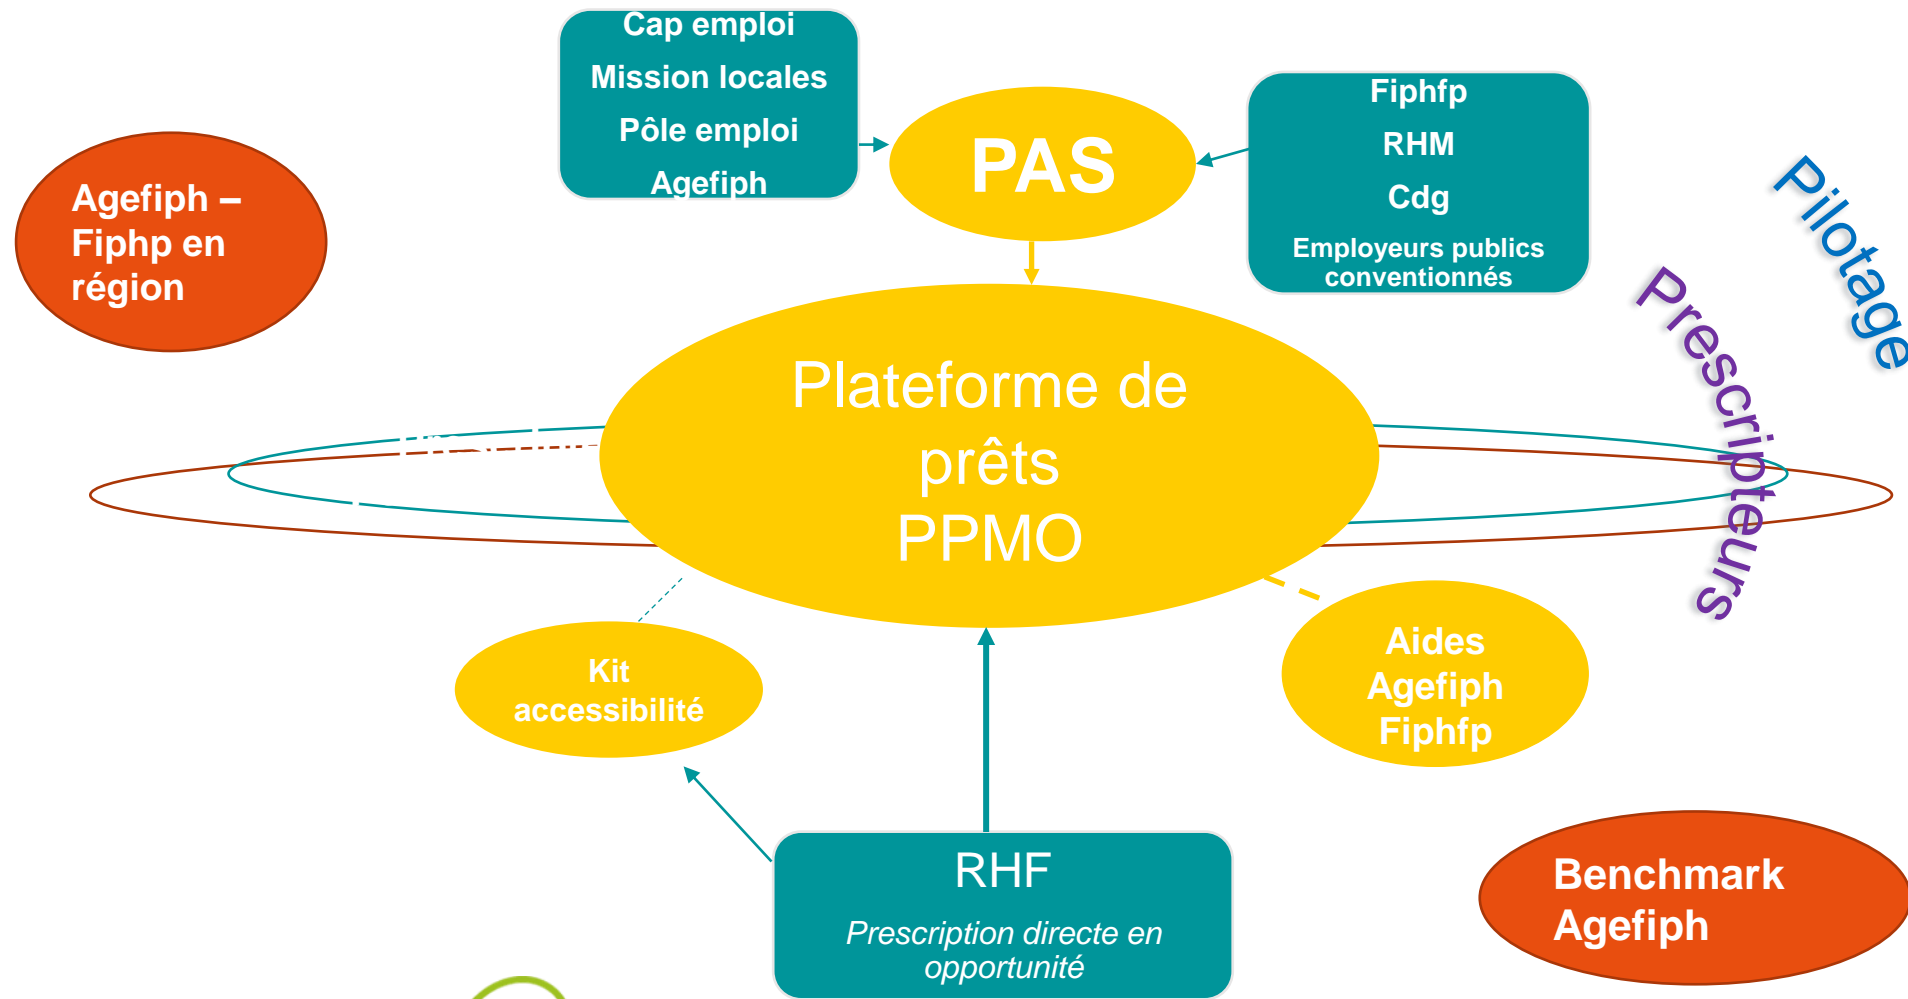 Cap emploi
Mission locales
Pôle emploi
Agefiph
PAS
Fiphfp
RHM
Cdg
Employeurs publics
conventionnés
Agefiph –
Fiphp en
région
Pilotage
Prescripteurs
Plateforme de
prêts
PPMO
Kit
accessibilité
Aides
Agefiph
Fiphfp
RHF
Prescription directe en
opportunité
Benchmark
Agefiph